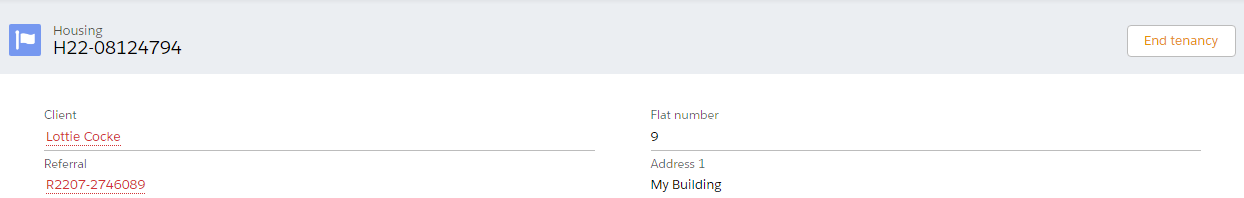 Housing
H22-08124794
End tenancy
Client
Lottie Cocke
Flat number
9
Referral
R2207-2746089
Address 1
My Building